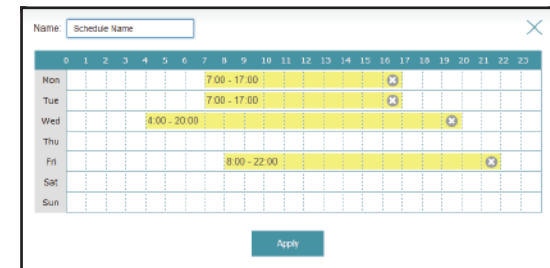 Name: Schedule Name
0 1 2 3 4 5 6 7 8 9 10 11 12 13 14 15 16 17 18 19 20 21 22 23
Mon 7:00 - 17:00
Tue 7:00 - 17:00
Wed 4:00 - 20:00
Thu
Fri 8:00 - 22:00
Sat
Sun
Apply